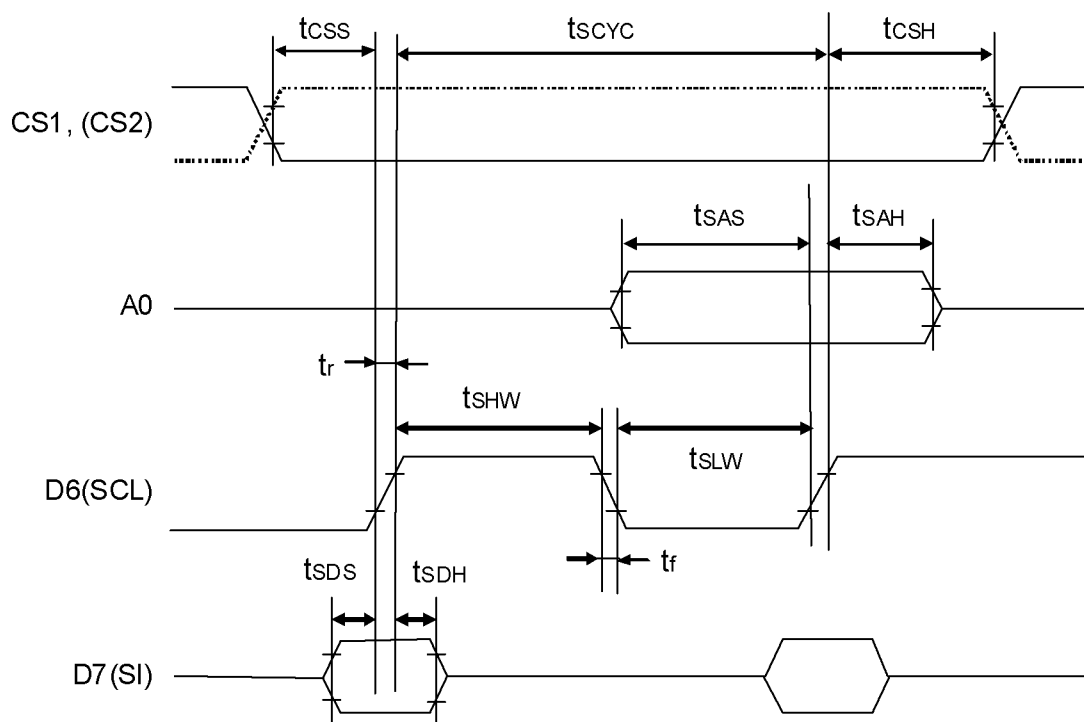 tCSS tSCYC tCSH
CS1, (CS2)
tSAS tSAH
A0
tr
tSHW
tSLW
D6(SCL)
tf
tSDS tSDH
D7(SI)